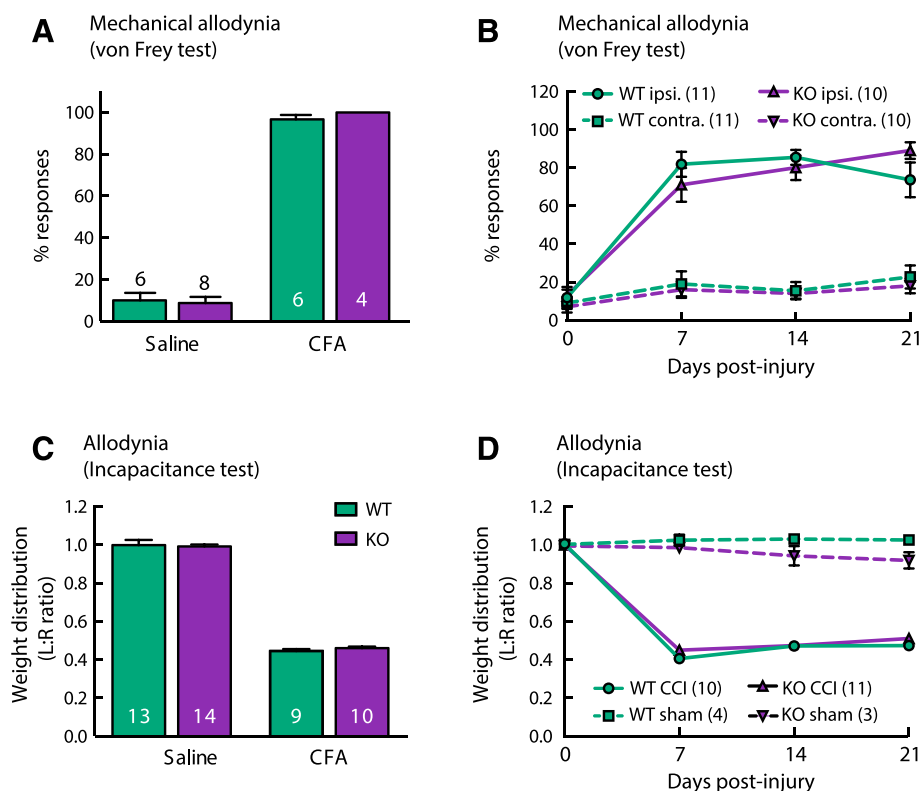 A
Mechanical allodynia
(von Frey test)
% responses
100
80
60
40
20
0
6
8
6
4
Saline
CFA
B
Mechanical allodynia
(von Frey test)
WT ipsi. (11)
KO ipsi. (10)
WT contra. (11)
KO contra. (10)
% responses
120
100
80
60
40
20
0
0
7
14
21
Days post-injury
C
Allodynia
(Incapacitance test)
Weight distribution
(L:R ratio)
1.2
1.0
0.8
0.6
0.4
0.2
0.0
WT
KO
13
14
9
10
Saline
CFA
D
Allodynia
(Incapacitance test)
Weight distribution
(L:R ratio)
1.2
1.0
0.8
0.6
0.4
0.2
0.0
WT CCI (10)
KO CCI (11)
WT sham (4)
KO sham (3)
0
7
14
21
Days post-injury